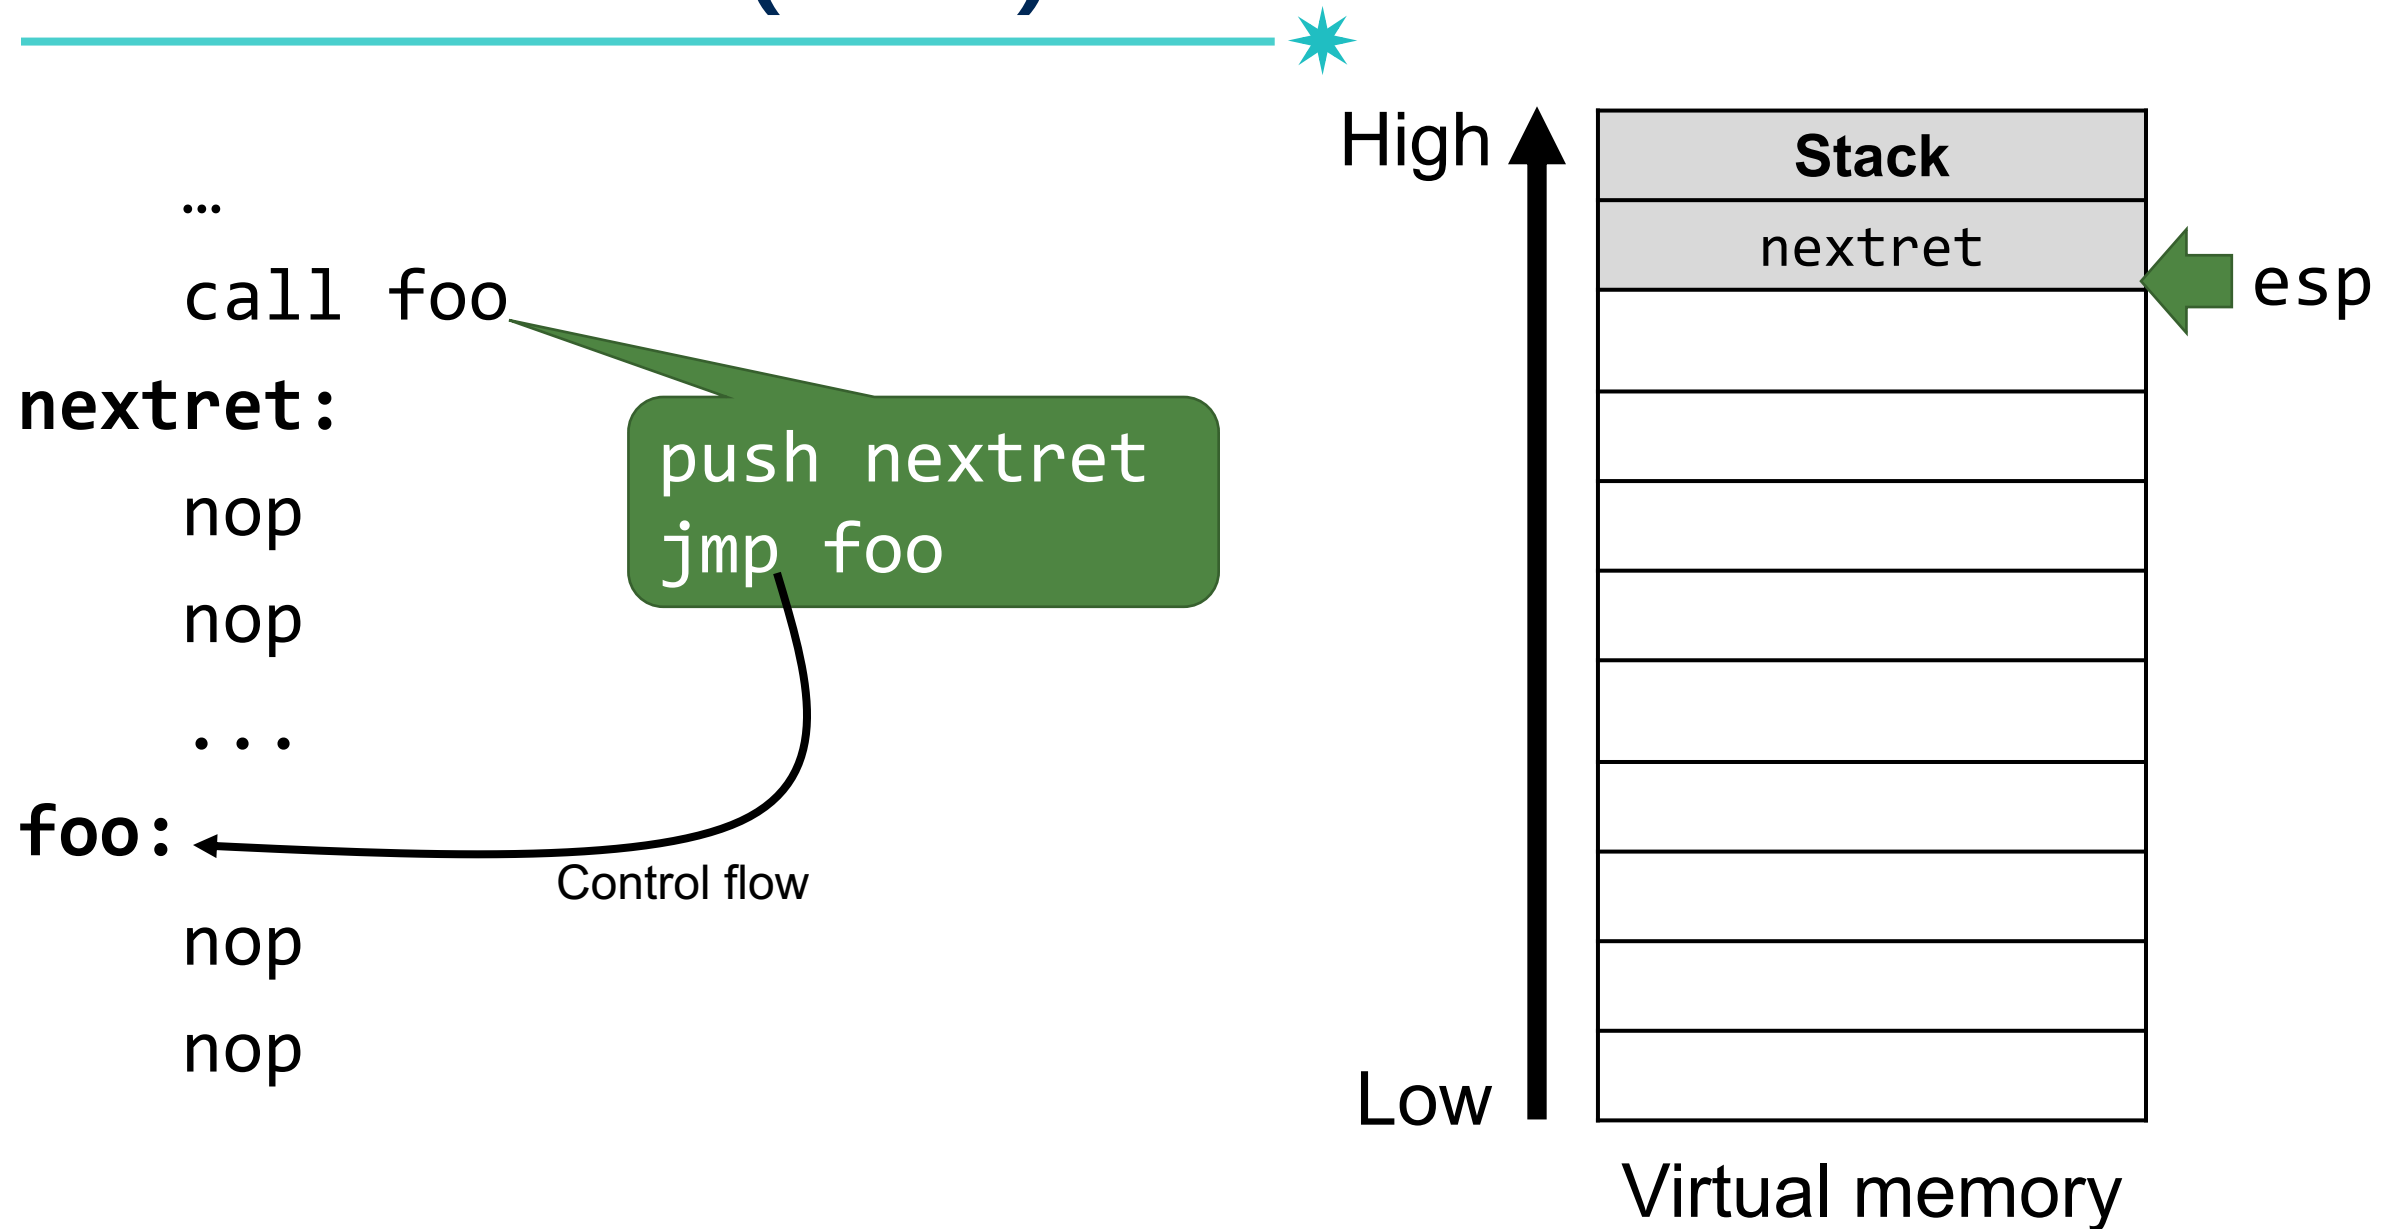 …
call foo
nextret:
nop
nop
...
foo:
nop
nop
push nextret
jmp foo
Control flow
High
Low
Stack
nextret
esp
Virtual memory